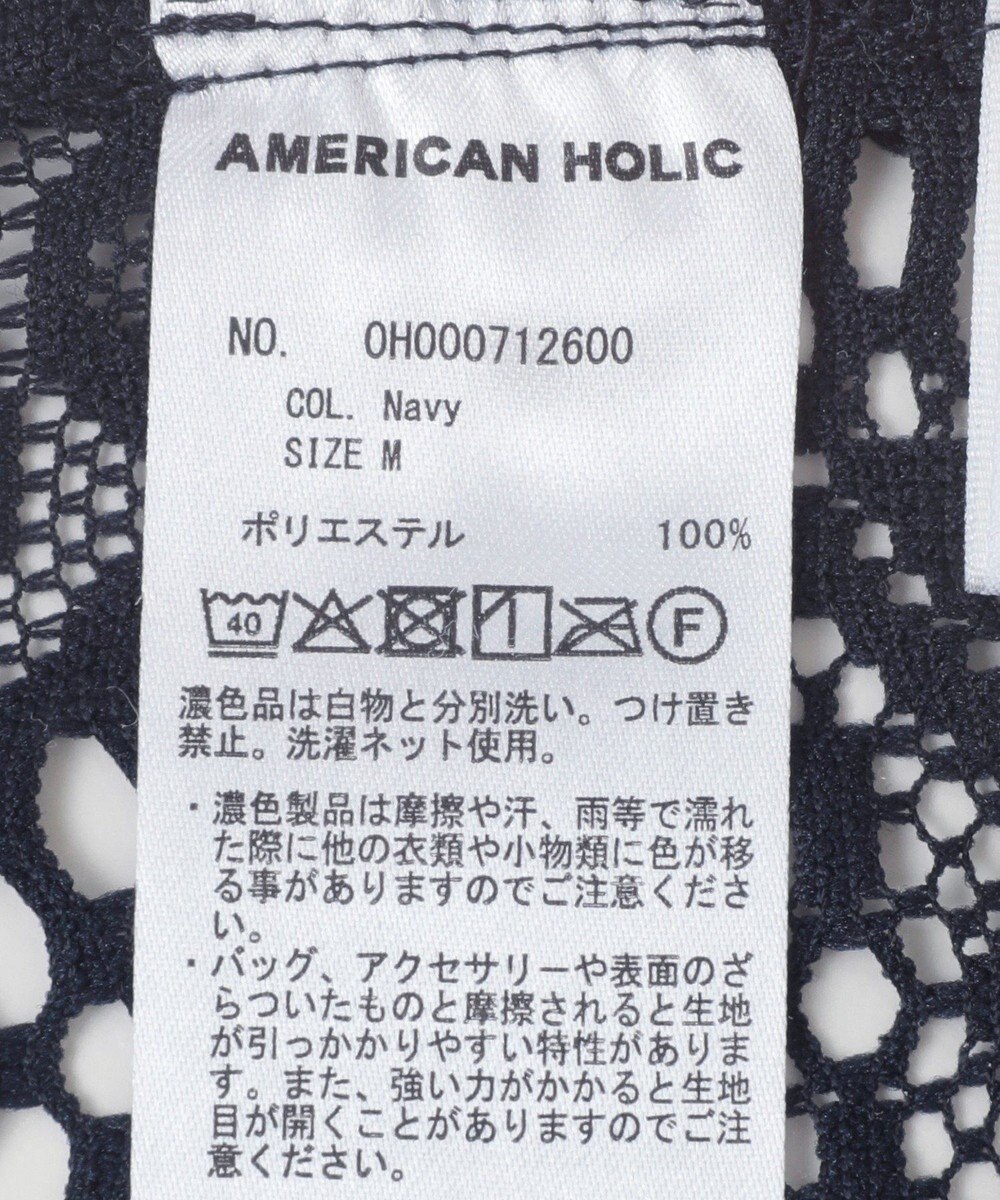 AMERICAN HOLIC
NO. 0H000712600
COL. Navy
SIZE M
ポリエステル 100%
40 F
濃色品は白物と分別洗い。つけ置き
禁止。洗濯ネット使用。
・濃色製品は摩擦や汗、雨等で濡れ
た際に他の衣類や小物類に色が移
る事がありますのでご注意くださ
い。
・バッグ、アクセサリーや表面のざ
らついたものと摩擦されると生地
が引っかかりやすい特性がありま
す。また、強い力がかかると生地
目が開くことがありますのでご注
意ください。